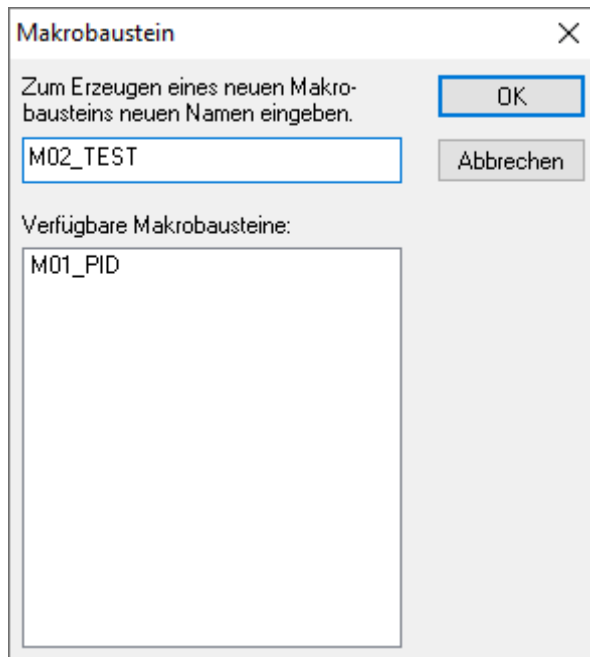 Makrobaustein
Zum Erzeugen eines neuen Makro-
bausteins neuen Namen eingeben.
OK
M02_TEST
Abbrechen
Verfügbare Makrobausteine:
M01_PID